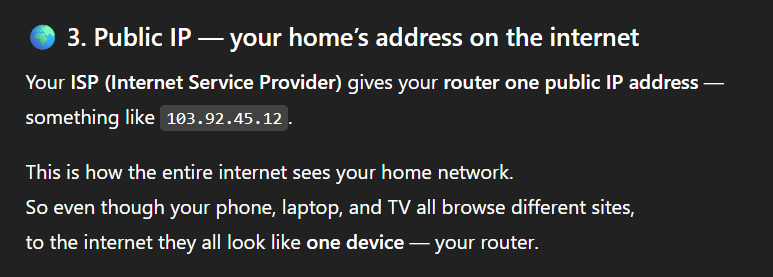 🌍 3. Public IP — your home’s address on the internet
Your ISP (Internet Service Provider) gives your router one public IP address —
something like 103.92.45.12.
This is how the entire internet sees your home network.
So even though your phone, laptop, and TV all browse different sites,
to the internet they all look like one device — your router.